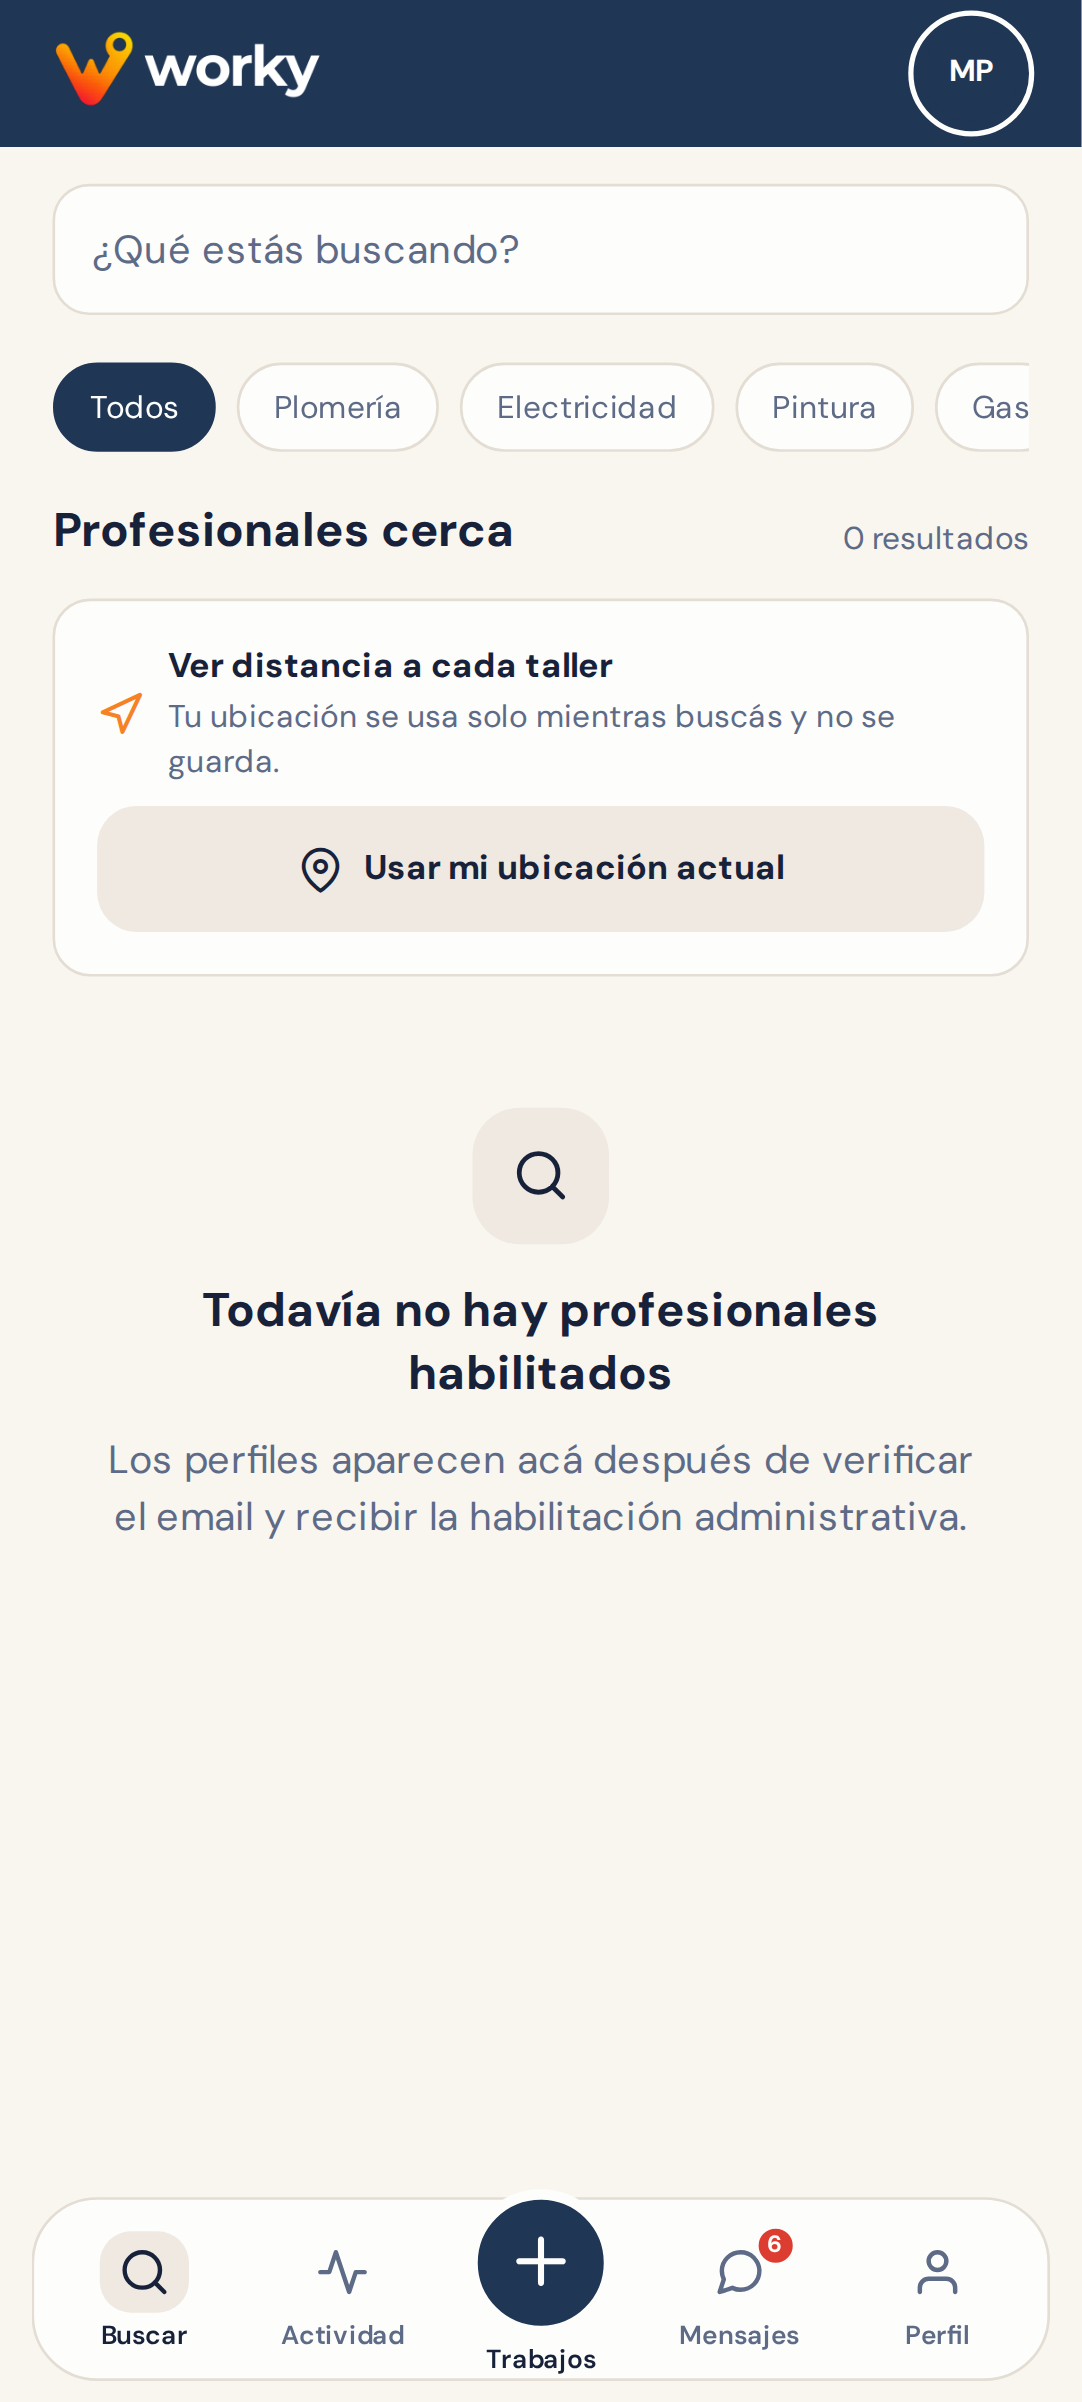 worky
MP
¿Qué estás buscando?
Todos
Plomería
Electricidad
Pintura
Gas
Profesionales cerca
0 resultados
Ver distancia a cada taller
Tu ubicación se usa solo mientras buscás y no se
guarda.
Usar mi ubicación actual
Todavía no hay profesionales
habilitados
Los perfiles aparecen acá después de verificar
el email y recibir la habilitación administrativa.
6
Buscar
Actividad
Trabajos
Mensajes
Perfil